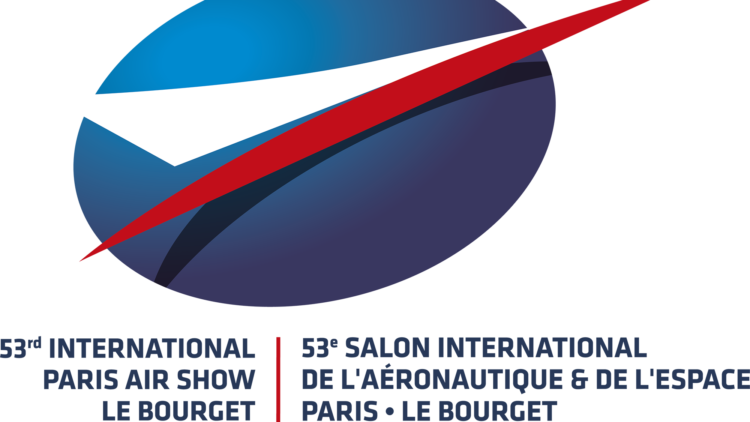 53rd INTERNATIONAL
PARIS AIR SHOW
LE BOURGET
53e SALON INTERNATIONAL
DE L'AÉRONAUTIQUE & DE L'ESPACE
PARIS • LE BOURGET